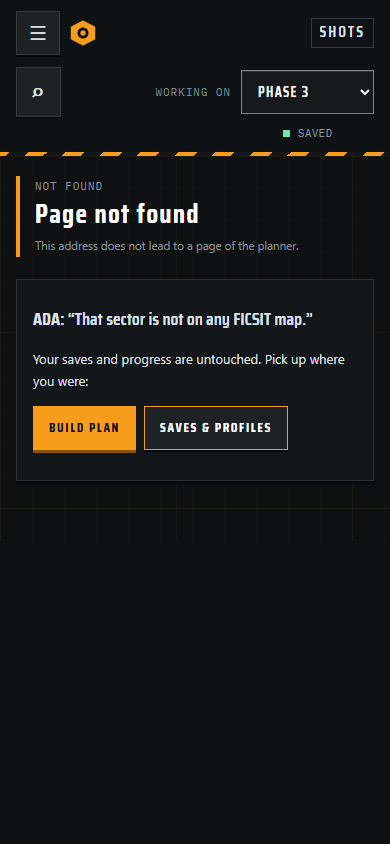 SHOTS
WORKING ON
PHASE 3
SAVED
NOT FOUND
Page not found
This address does not lead to a page of the planner.
ADA: “That sector is not on any FICSIT map.”
Your saves and progress are untouched. Pick up where
you were:
BUILD PLAN
SAVES & PROFILES